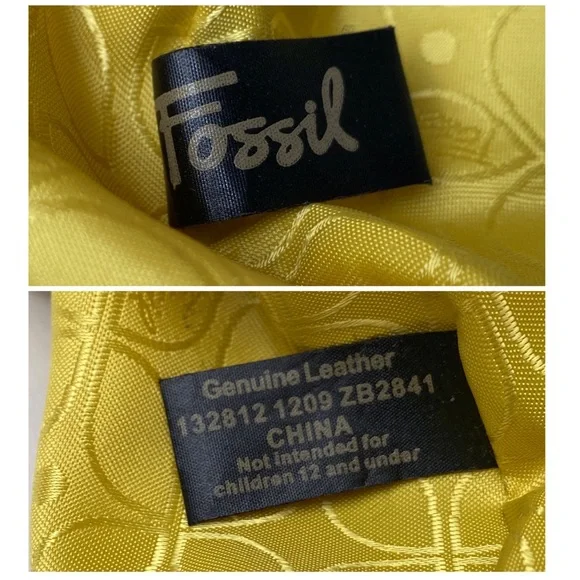 Fossil
Genuine Leather
132812 1209 ZB2841
CHINA
Not intended for
children 12 and under